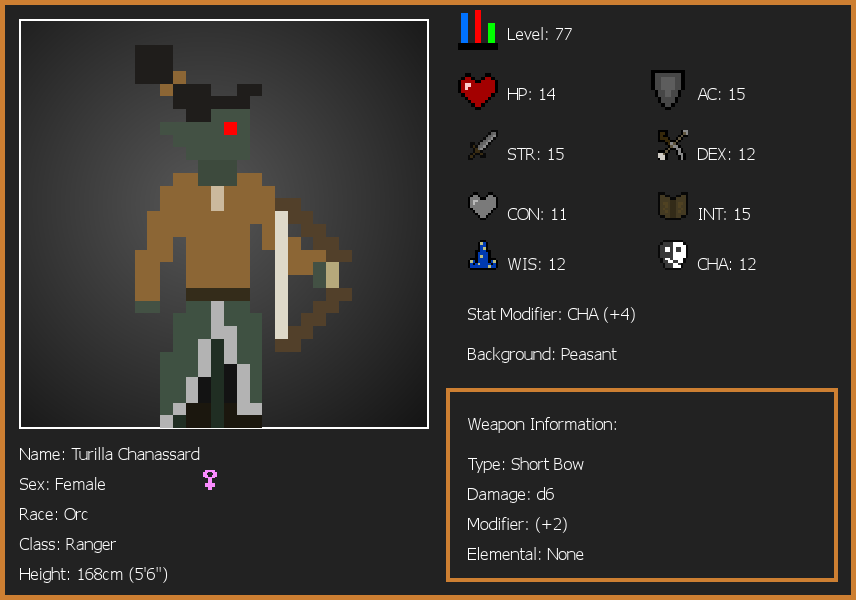 Level: 77
HP: 14
AC: 15
STR: 15
DEX: 12
CON: 11
INT: 15
WIS: 12
CHA: 12
Stat Modifier: CHA (+4)
Background: Peasant
Weapon Information:
Type: Short Bow
Damage: d6
Modifier: (+2)
Elemental: None
Name: Turilla Chanassard
Sex: Female
Race: Orc
Class: Ranger
Height: 168cm (5'6")